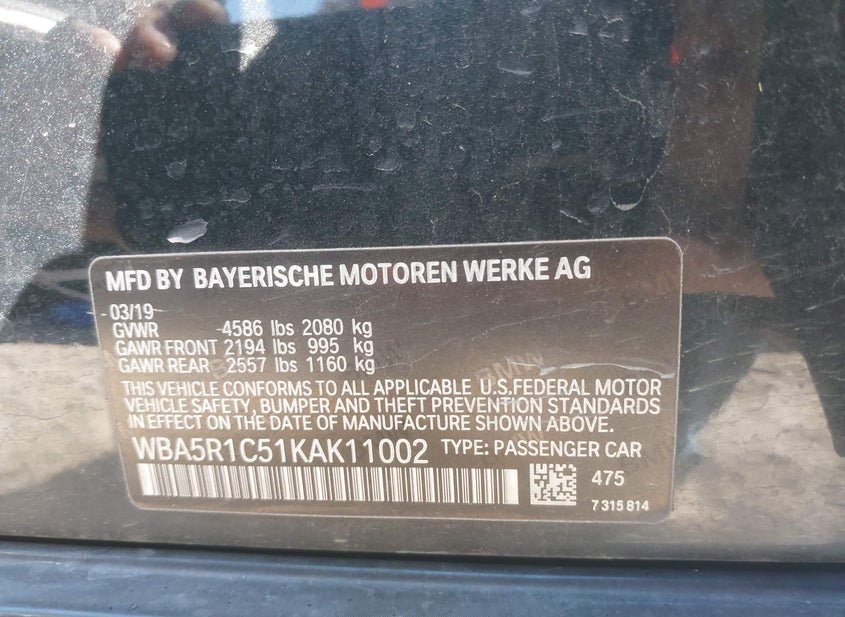 MFD BY BAYERISCHE MOTOREN WERKE AG
03/19
GVWR 4586 lbs 2080 kg
GAWR FRONT 2194 lbs 995 kg
GAWR REAR 2557 lbs 1160 kg
THIS VEHICLE CONFORMS TO ALL APPLICABLE U.S.FEDERAL MOTOR
VEHICLE SAFETY, BUMPER AND THEFT PREVENTION STANDARDS
IN EFFECT ON THE DATE OF MANUFACTURE SHOWN ABOVE.
WBA5R1C51KAK11002 TYPE: PASSENGER CAR
475
7 315 814